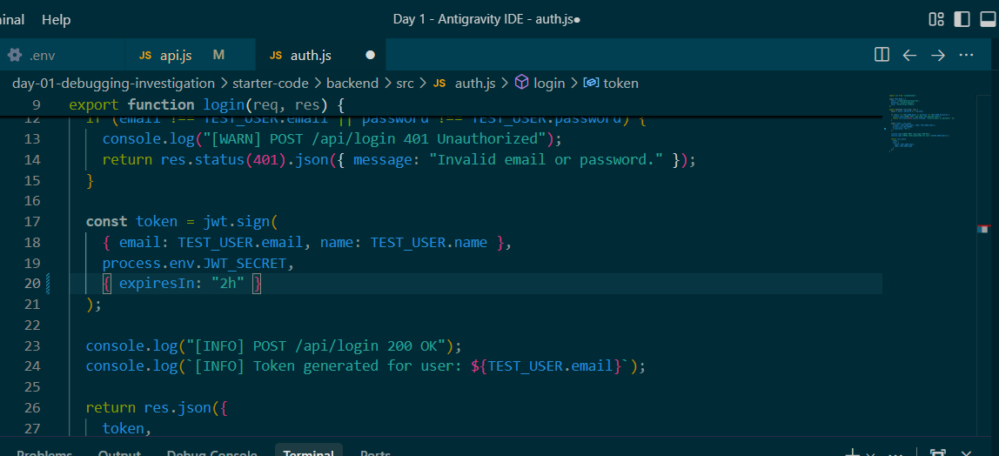 inal Help Day 1 - Antigravity IDE - auth.js●
.env JS api.js M JS auth.js ●
day-01-debugging-investigation > starter-code > backend > src > JS auth.js > login > token
9 export function login(req, res) {
12 if (email !== TEST_USER.email || password !== TEST_USER.password) {
13 console.log("[WARN] POST /api/login 401 Unauthorized");
14 return res.status(401).json({ message: "Invalid email or password." });
15 }
16
17 const token = jwt.sign(
18 { email: TEST_USER.email, name: TEST_USER.name },
19 process.env.JWT_SECRET,
20 { expiresIn: "2h" }
21 );
22
23 console.log("[INFO] POST /api/login 200 OK");
24 console.log(`[INFO] Token generated for user: ${TEST_USER.email}`);
25
26 return res.json({
27 token,
Problems Output Debug Console Terminal Ports